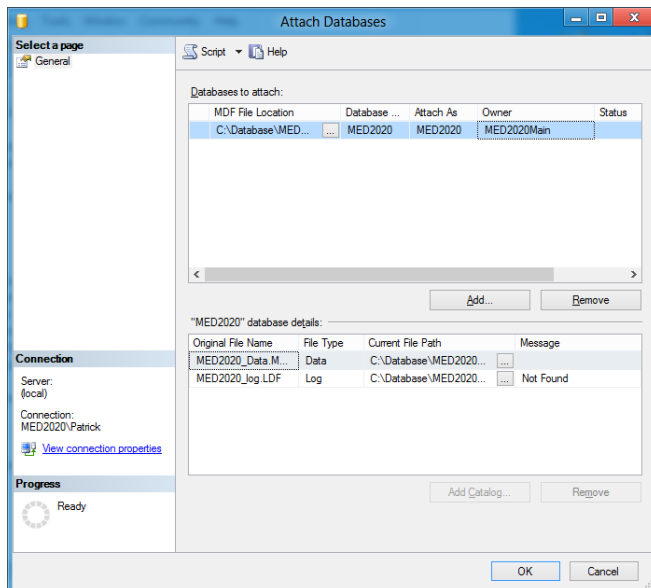 Attach Databases
Select a page
General
Script Help
Databases to attach:
MDF File Location Database ... Attach As Owner Status
C:\Database\MED... ... MED2020 MED2020 MED2020Main
Add... Remove
"MED2020" database details:
Original File Name File Type Current File Path Message
MED2020_Data.M... Data C:\Database\MED2020... ...
MED2020_log.LDF Log C:\Database\MED2020... ... Not Found
Connection
Server:
(local)
Connection:
MED2020\Patrick
View connection properties
Progress
Ready
Add Catalog... Remove
OK Cancel